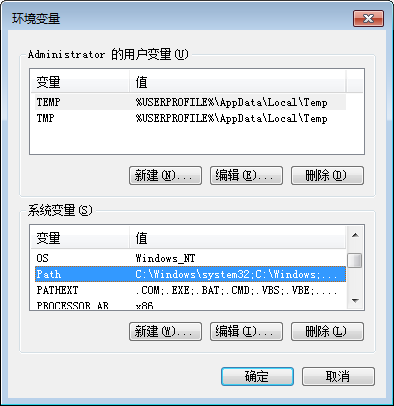 环境变量
Administrator 的用户变量(U)
变量 值
TEMP %USERPROFILE%\AppData\Local\Temp
TMP %USERPROFILE%\AppData\Local\Temp
新建(N)... 编辑(E)... 删除(D)
系统变量(S)
变量 值
OS Windows_NT
Path C:\Windows\system32;C:\Windows;...
PATHEXT .COM;.EXE;.BAT;.CMD;.VBS;.VBE;....
PROCESSOR_AR x86
新建(W)... 编辑(I)... 删除(L)
确定 取消